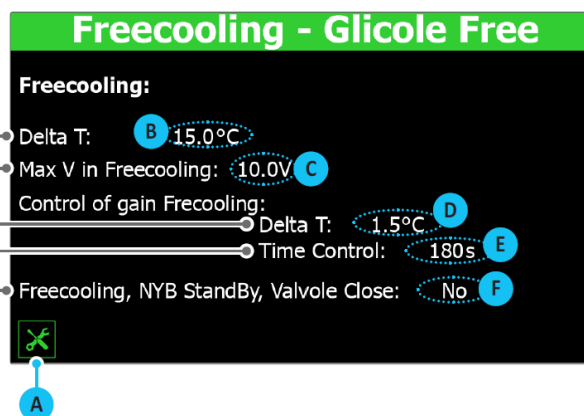 Freecooling - Glicole Free
Freecooling:
Delta T: B 15.0°C
Max V in Freecooling: 10.0V C
Control of gain Frecooling:
Delta T: 1.5°C D
Time Control: 180s E
Freecooling, NYB StandBy, Valvole Close: No F
A